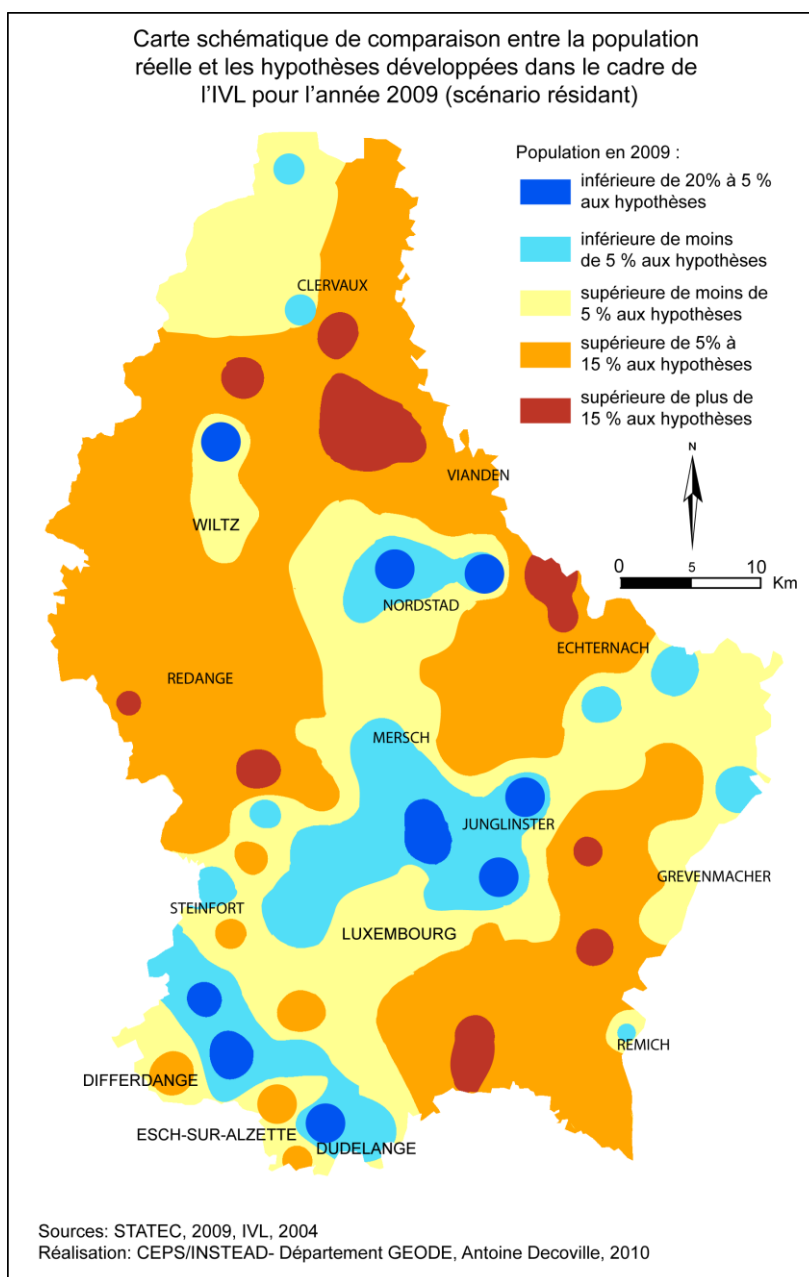 Carte schématique de comparaison entre la population
réelle et les hypothèses développées dans le cadre de
l'IVL pour l'année 2009 (scénario résidant)
Population en 2009 :
inférieure de 20% à 5 %
aux hypothèses
inférieure de moins
de 5 % aux hypothèses
supérieure de moins de
5 % aux hypothèses
supérieure de 5% à
15 % aux hypothèses
supérieure de plus de
15 % aux hypothèses
N
0 5 10
Km
CLERVAUX
VIANDEN
WILTZ
NORDSTAD
ECHTERNACH
REDANGE
MERSCH
JUNGLINSTER
GREVENMACHER
STEINFORT
LUXEMBOURG
REMICH
DIFFERDANGE
ESCH-SUR-ALZETTE
DUDELANGE
Sources: STATEC, 2009, IVL, 2004
Réalisation: CEPS/INSTEAD- Département GEODE, Antoine Decoville, 2010